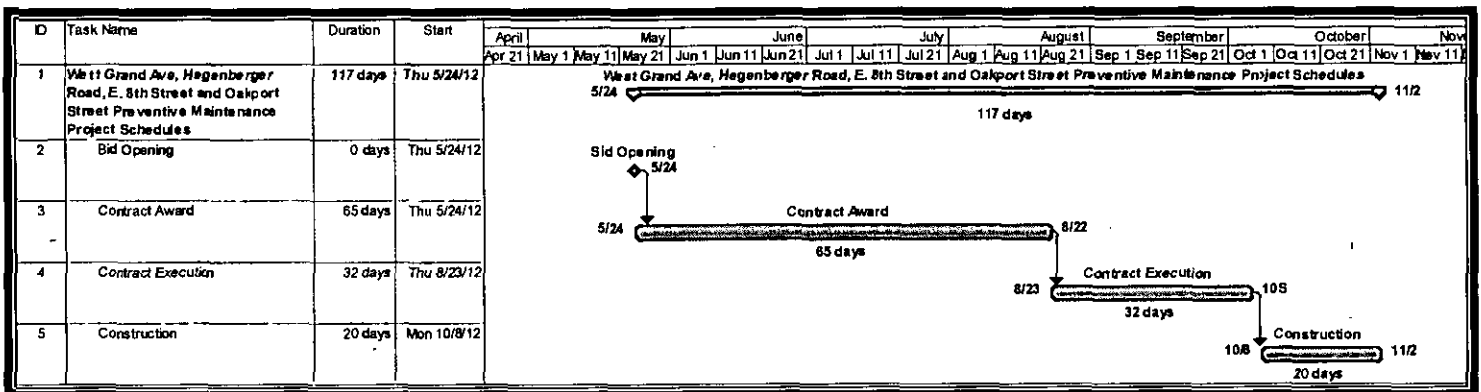 ID Task Name Duration Start
April May June July August September October Nov
Apr 21 May 1 May 11 May 21 Jun 1 Jun 11 Jun 21 Jul 1 Jul 11 Jul 21 Aug 1 Aug 11 Aug 21 Sep 1 Sep 11 Sep 21 Oct 1 Oct 11 Oct 21 Nov 1 Nov 11
1 West Grand Ave, Hegenberger 117 days Thu 5/24/12
Road, E. 8th Street and Oakport
Street Preventive Maintenance
Project Schedules
West Grand Ave, Hegenberger Road, E. 8th Street and Oakport Street Preventive Maintenance Project Schedules
5/24 11/2
117 days
2 Bid Opening 0 days Thu 5/24/12
Sid Opening
5/24
3 Contract Award 65 days Thu 5/24/12
Contract Award
5/24 8/22
65 days
4 Contract Execution 32 days Thu 8/23/12
Contract Execution
8/23 10S
32 days
5 Construction 20 days Mon 10/8/12
Construction
10/8 11/2
20 days